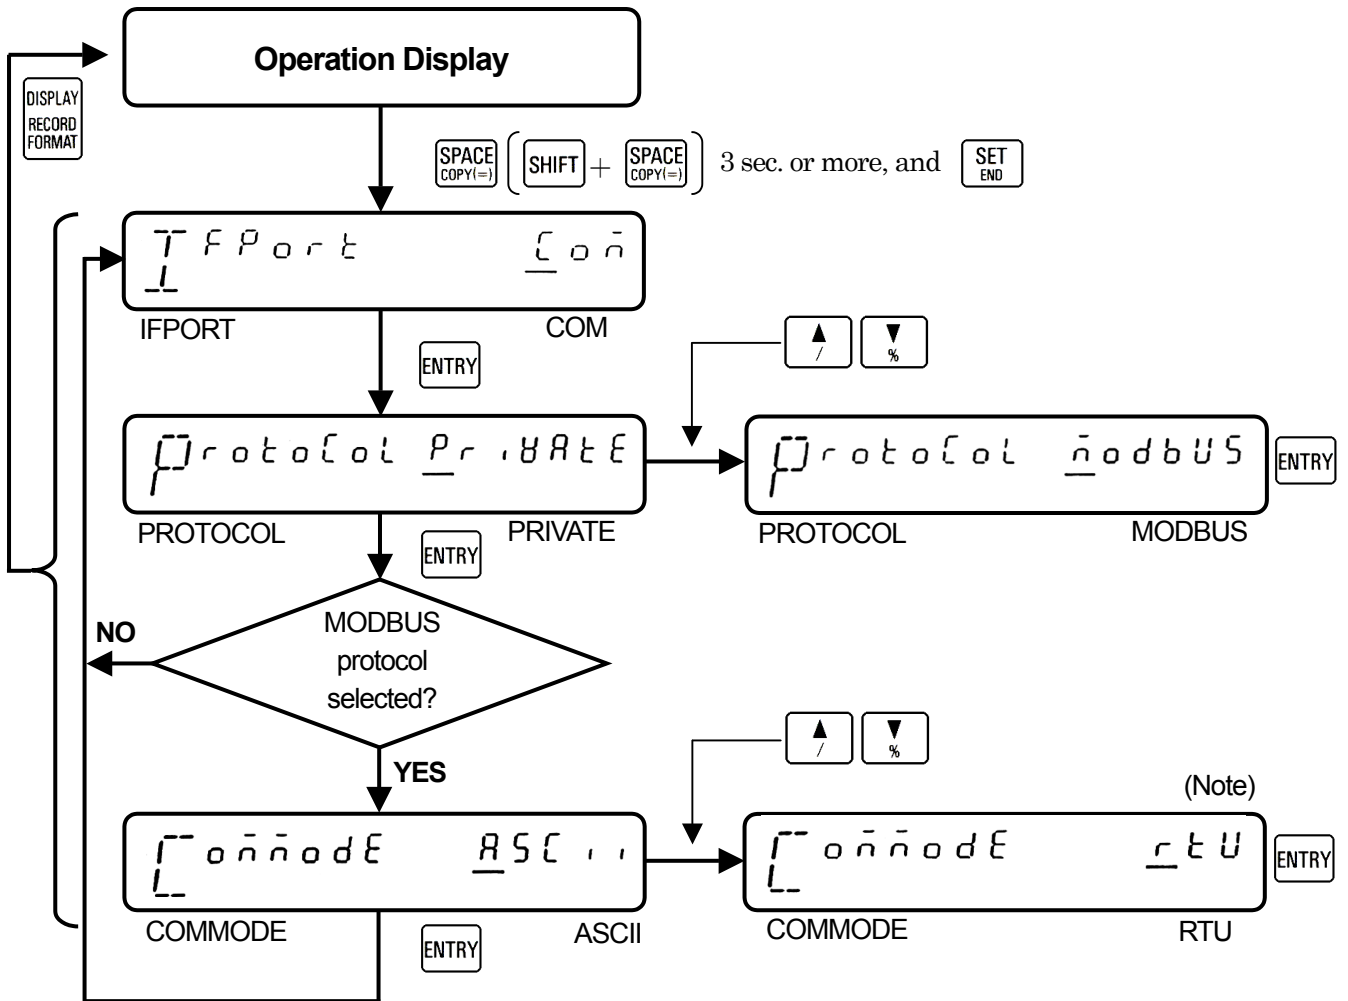 Operation Display
DISPLAY
RECORD
FORMAT
SPACE
COPY(=)
SHIFT + SPACE
COPY(=)
3 sec. or more, and SET
END
IFPort Com
IFPORT COM
ENTRY
▲
/
▼
%
ProtoCol PriVAtE
PROTOCOL PRIVATE
ProtoCol modbUS
PROTOCOL MODBUS
ENTRY
ENTRY
MODBUS
protocol
selected?
NO
YES
▲
/
▼
%
(Note)
CommodE ASCii
COMMODE ASCII
CommodE rtU
COMMODE RTU
ENTRY
ENTRY